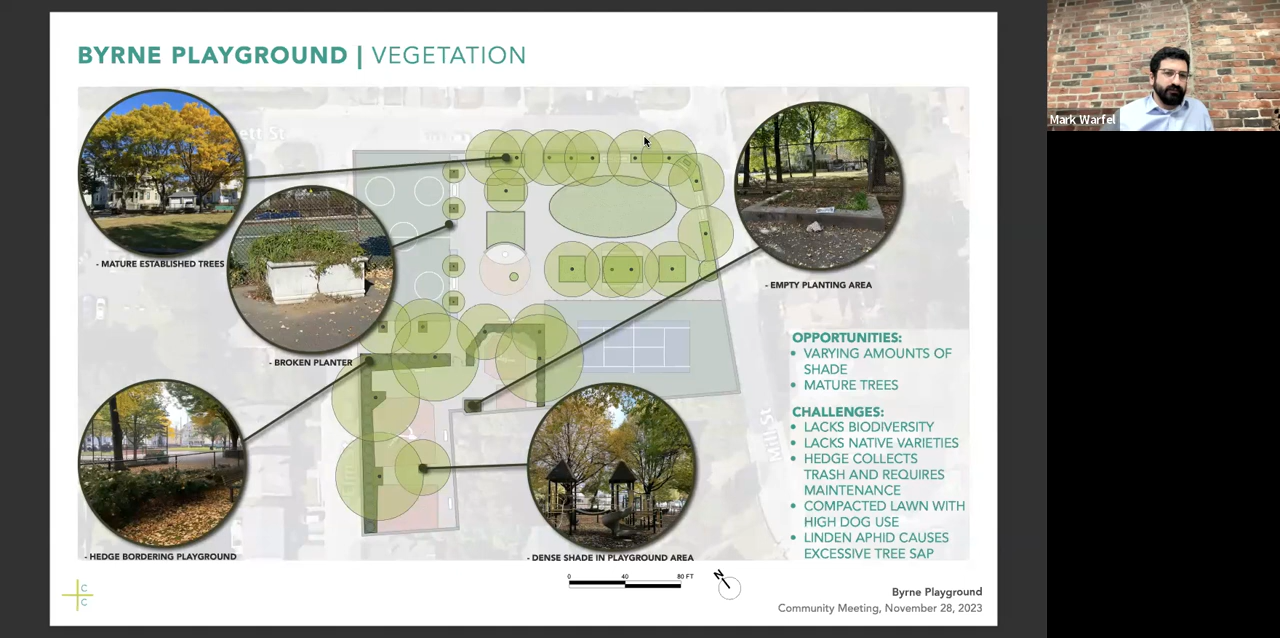 BYRNE PLAYGROUND | VEGETATION
Mark Warfel
- MATURE ESTABLISHED TREES
- BROKEN PLANTER
- EMPTY PLANTING AREA
Mill St
OPPORTUNITIES:
• VARYING AMOUNTS OF
SHADE
• MATURE TREES
CHALLENGES:
• LACKS BIODIVERSITY
• LACKS NATIVE VARIETIES
• HEDGE COLLECTS
TRASH AND REQUIRES
MAINTENANCE
• COMPACTED LAWN WITH
HIGH DOG USE
• LINDEN APHID CAUSES
EXCESSIVE TREE SAP
- HEDGE BORDERING PLAYGROUND
- DENSE SHADE IN PLAYGROUND AREA
0 40 80 FT
N
C
C
Byrne Playground
Community Meeting, November 28, 2023